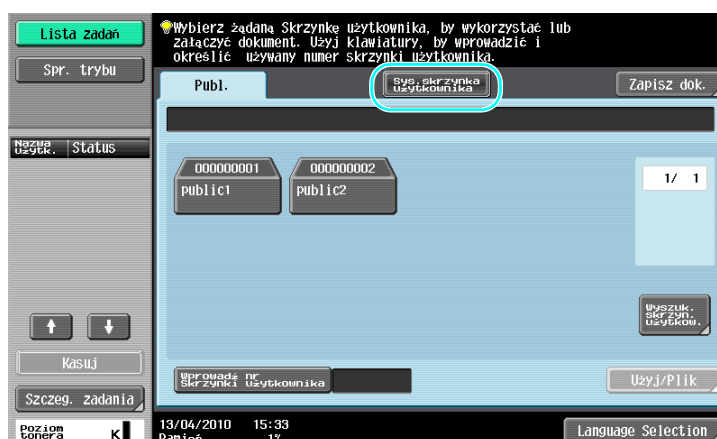 Lista zadań
Spr. trybu
Nazwa użytk.
Status
Kasuj
Szczeg. zadania
Poziom tonera
K
Wybierz żądaną Skrzynkę użytkownika, by wykorzystać lub
załączyć dokument. Użyj klawiatury, by wprowadzić i
określić używany numer skrzynki użytkownika.
Publ.
Sys.skrzynka
użytkownika
Zapisz dok.
000000001
public1
000000002
public2
1/ 1
Wyszuk.
skrzyn.
użytkow.
Wprowadź nr
Skrzynki Użytkownika
Użyj/Plik
13/04/2010 15:33
Pamięć 1%
Language Selection